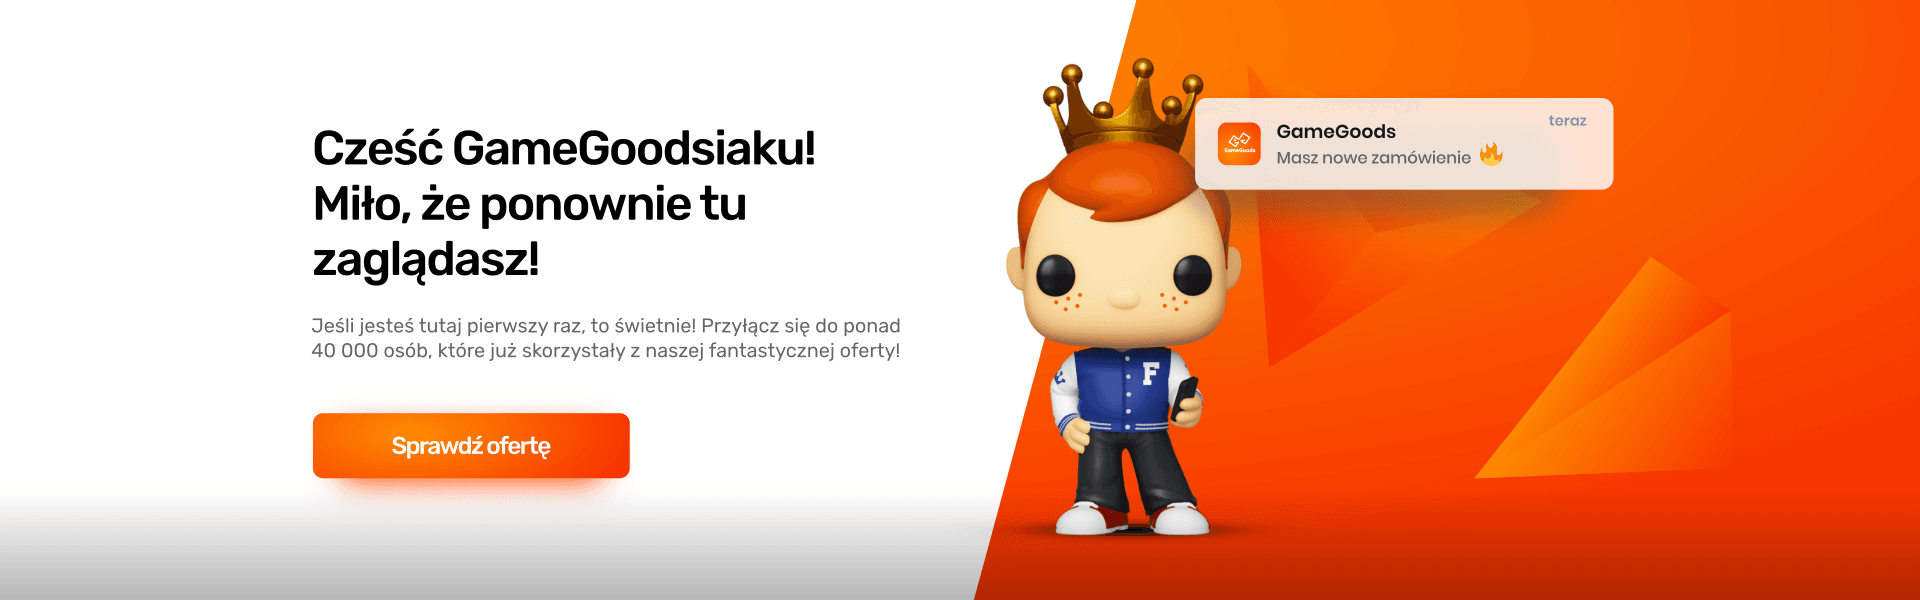 Cześć GameGoodsiaku!
Miło, że ponownie tu
zaglądasz!
Jeśli jesteś tutaj pierwszy raz, to świetnie! Przyłącz się do ponad
40 000 osób, które już skorzystały z naszej fantastycznej oferty!
Sprawdź ofertę
teraz
GameGoods
Masz nowe zamówienie
GameGoods
F